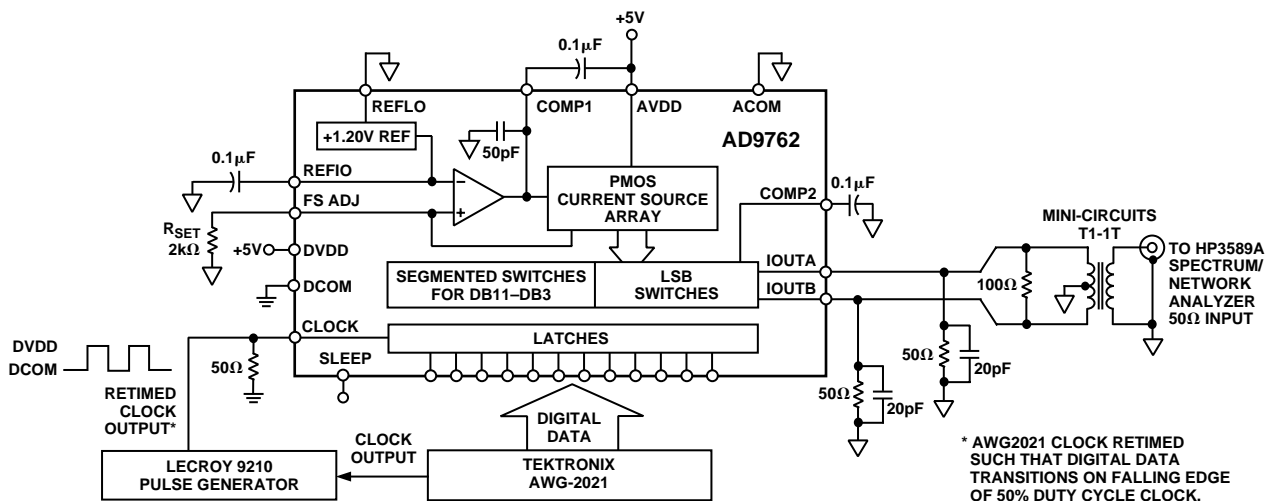 +5V
0.1µF
REFLO
COMP1
AVDD
ACOM
AD9762
+1.20V REF
50pF
0.1µF
REFIO
PMOS
CURRENT SOURCE
ARRAY
COMP2
0.1µF
FS ADJ
RSET
2kΩ
+5V
DVDD
MINI-CIRCUITS
T1-1T
SEGMENTED SWITCHES
FOR DB11–DB3
LSB
SWITCHES
IOUTA
IOUTB
100Ω
TO HP3589A
SPECTRUM/
NETWORK
ANALYZER
50Ω INPUT
DCOM
CLOCK
LATCHES
DVDD
DCOM
50Ω
SLEEP
50Ω
20pF
50Ω
20pF
RETIMED
CLOCK
OUTPUT*
DIGITAL
DATA
CLOCK
OUTPUT
LECROY 9210
PULSE GENERATOR
TEKTRONIX
AWG-2021
* AWG2021 CLOCK RETIMED
SUCH THAT DIGITAL DATA
TRANSITIONS ON FALLING EDGE
OF 50% DUTY CYCLE CLOCK.
−
+